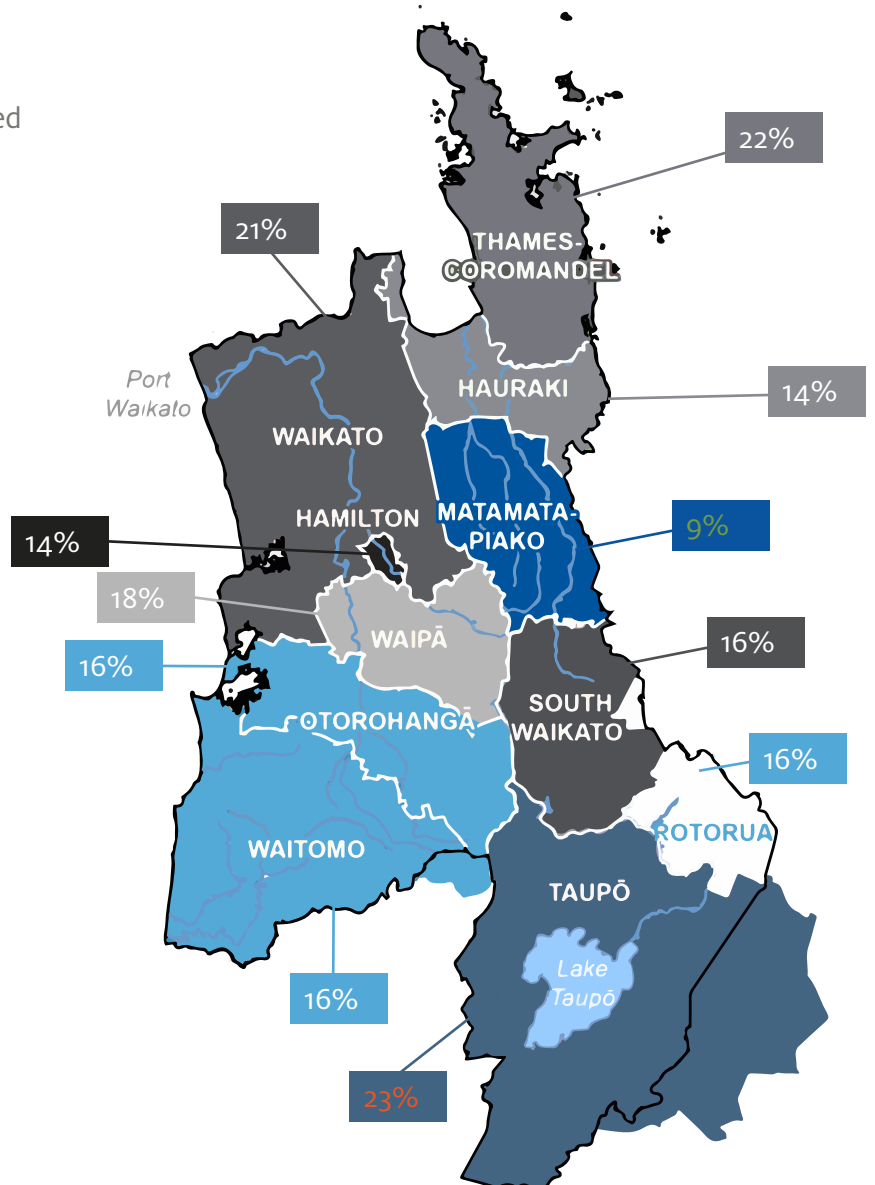 ed
22%
21%
THAMES-
COROMANDEL
Port
Waikato
HAURAKI
14%
WAIKATO
HAMILTON
MATAMATA-
PIAKO
9%
14%
18%
WAIPĀ
16%
16%
SOUTH
WAIKATO
OTOROHANGĀ
16%
ROTORUA
WAITOMO
TAUPŌ
Lake
Taupō
16%
23%